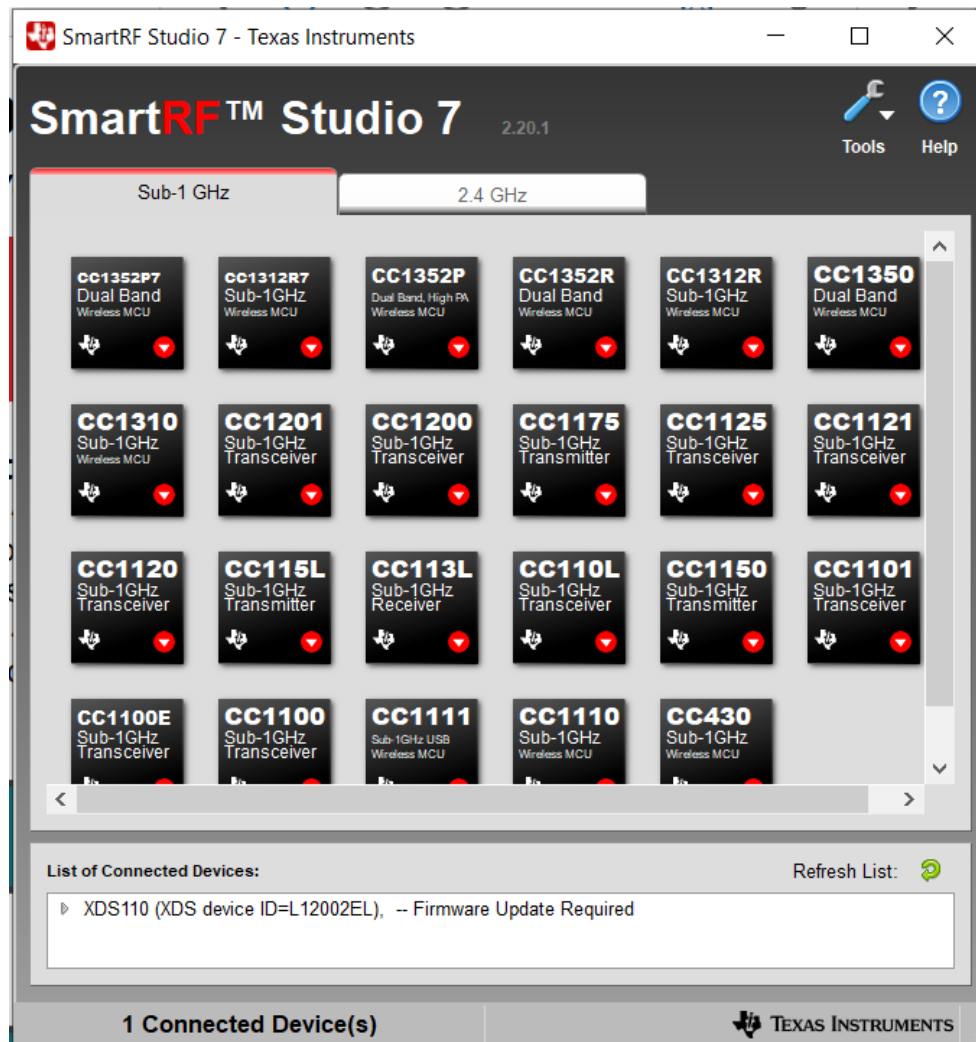 SmartRF Studio 7 - Texas Instruments
SmartRF™ Studio 7 2.20.1
Tools Help
Sub-1 GHz 2.4 GHz
CC1352P7
Dual Band
Wireless MCU
CC1312R7
Sub-1GHz
Wireless MCU
CC1352P
Dual Band, High PA
Wireless MCU
CC1352R
Dual Band
Wireless MCU
CC1312R
Sub-1GHz
Wireless MCU
CC1350
Dual Band
Wireless MCU
CC1310
Sub-1GHz
Wireless MCU
CC1201
Sub-1GHz
Transceiver
CC1200
Sub-1GHz
Transceiver
CC1175
Sub-1GHz
Transmitter
CC1125
Sub-1GHz
Transceiver
CC1121
Sub-1GHz
Transceiver
CC1120
Sub-1GHz
Transceiver
CC115L
Sub-1GHz
Transmitter
CC113L
Sub-1GHz
Receiver
CC110L
Sub-1GHz
Transceiver
CC1150
Sub-1GHz
Transmitter
CC1101
Sub-1GHz
Transceiver
CC1100E
Sub-1GHz
Transceiver
CC1100
Sub-1GHz
Transceiver
CC1111
Sub-1GHz USB
Wireless MCU
CC1110
Sub-1GHz
Wireless MCU
CC430
Sub-1GHz
Wireless MCU
List of Connected Devices: Refresh List:
XDS110 (XDS device ID=L12002EL), -- Firmware Update Required
1 Connected Device(s) TEXAS INSTRUMENTS